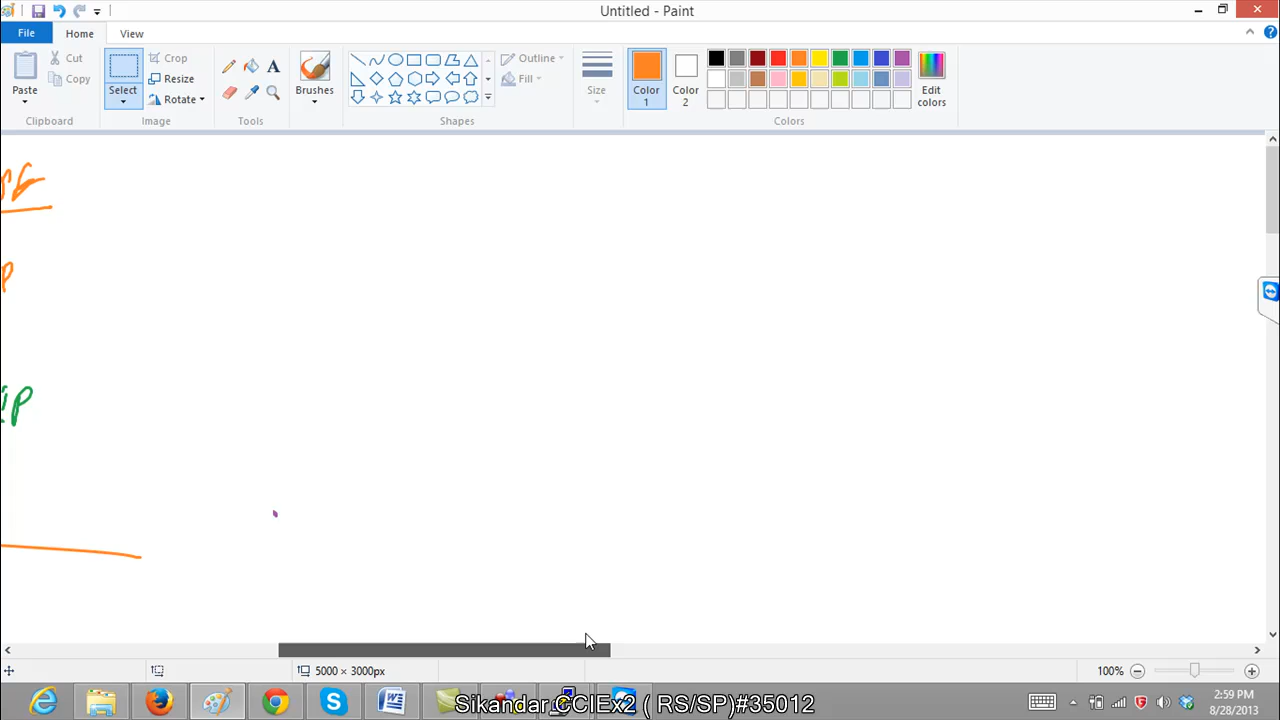 Untitled - Paint
File Home View
Paste
Cut
Copy
Clipboard
Select
Crop
Resize
Rotate
Image
A
Tools
Brushes
Outline
Fill
Shapes
Size
Color 1
Color 2
Edit colors
Colors
P
iP
5000 × 3000px
100%
Sikandar CCIEx2 ( RS/SP)#35012
2:59 PM
8/28/2013